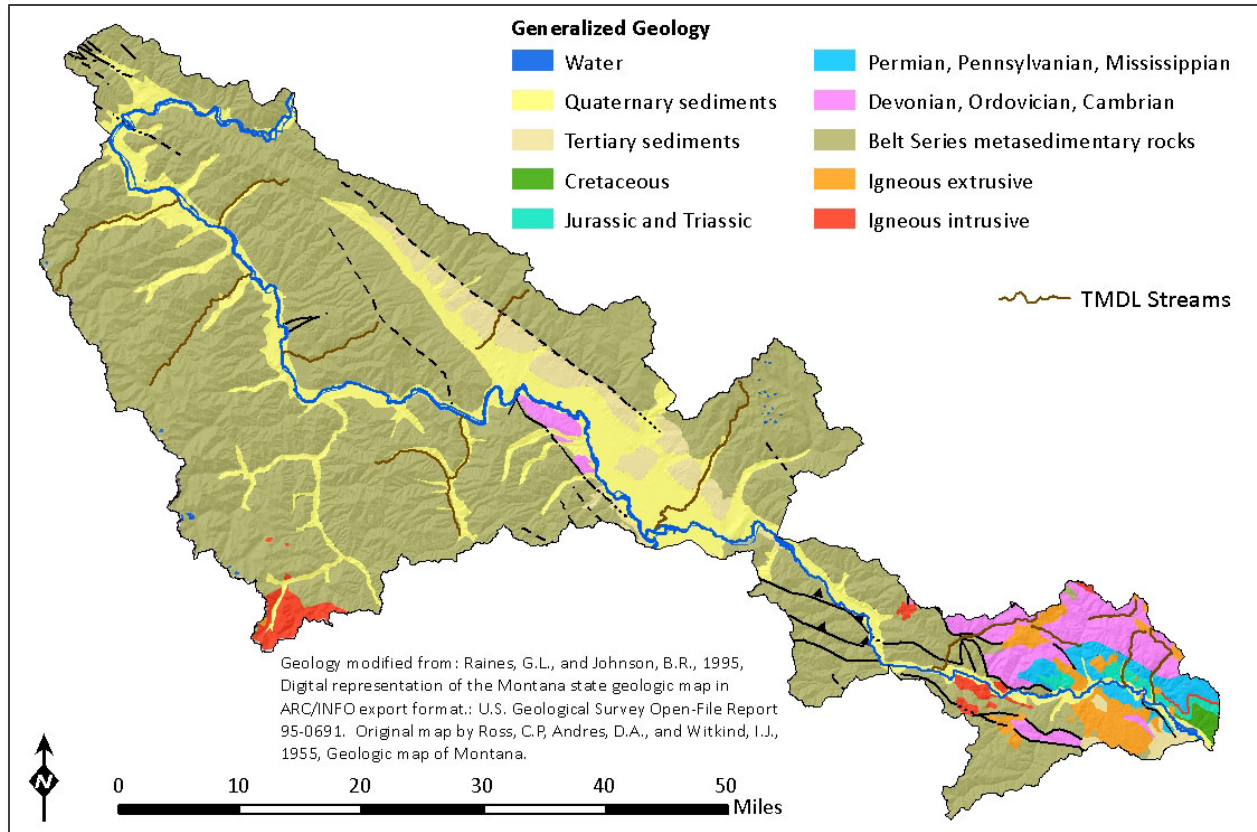 Generalized Geology
Water
Quaternary sediments
Tertiary sediments
Cretaceous
Jurassic and Triassic
Permian, Pennsylvanian, Mississippian
Devonian, Ordovician, Cambrian
Belt Series metasedimentary rocks
Igneous extrusive
Igneous intrusive
TMDL Streams
Geology modified from: Raines, G.L., and Johnson, B.R., 1995,
Digital representation of the Montana state geologic map in
ARC/INFO export format.: U.S. Geological Survey Open-File Report
95-0691. Original map by Ross, C.P, Andres, D.A., and Witkind, I.J.,
1955, Geologic map of Montana.
N
0 10 20 30 40 50
Miles